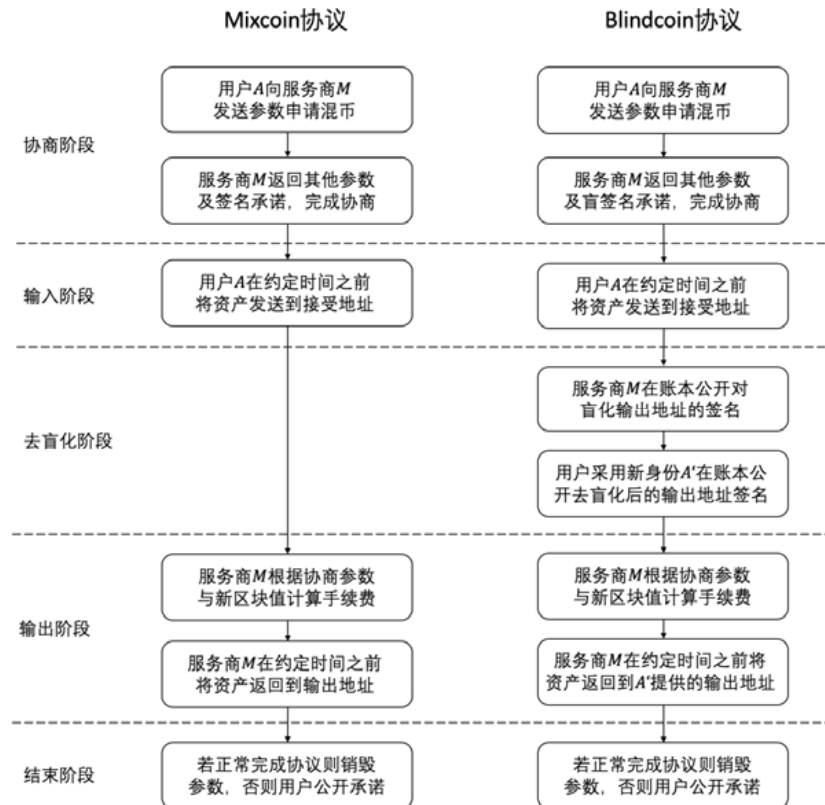 Mixcoin协议
Blindcoin协议
协商阶段
用户A向服务商M
发送参数申请混币
用户A向服务商M
发送参数申请混币
服务商M返回其他参数
及签名承诺，完成协商
服务商M返回其他参数
及盲签名承诺，完成协商
输入阶段
用户A在约定时间之前
将资产发送到接受地址
用户A在约定时间之前
将资产发送到接受地址
去盲化阶段
服务商M在账本公开对
盲化输出地址的签名
用户采用新身份A'在账本公
开去盲化后的输出地址签名
输出阶段
服务商M根据协商参数
与新区块值计算手续费
服务商M根据协商参数
与新区块值计算手续费
服务商M在约定时间之前
将资产返回到输出地址
服务商M在约定时间之前将
资产返回到A'提供的输出地址
结束阶段
若正常完成协议则销毁
参数，否则用户公开承诺
若正常完成协议则销毁
参数，否则用户公开承诺